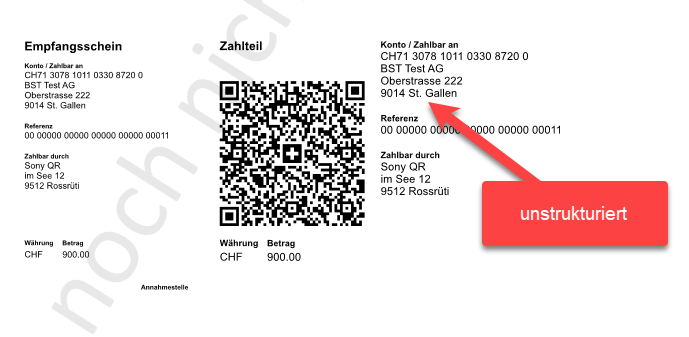 Empfangsschein
Konto / Zahlbar an
CH71 3078 1011 0330 8720 0
BST Test AG
Oberstrasse 222
9014 St. Gallen
Referenz
00 00000 00000 00000 00000 00011
Zahlbar durch
Sony QR
im See 12
9512 Rossrüti
Währung Betrag
CHF 900.00
Annahmestelle
Zahlteil
Währung Betrag
CHF 900.00
Konto / Zahlbar an
CH71 3078 1011 0330 8720 0
BST Test AG
Oberstrasse 222
9014 St. Gallen
Referenz
00 00000 00000 00000 00000 00011
Zahlbar durch
Sony QR
im See 12
9512 Rossrüti
unstrukturiert
noch nich